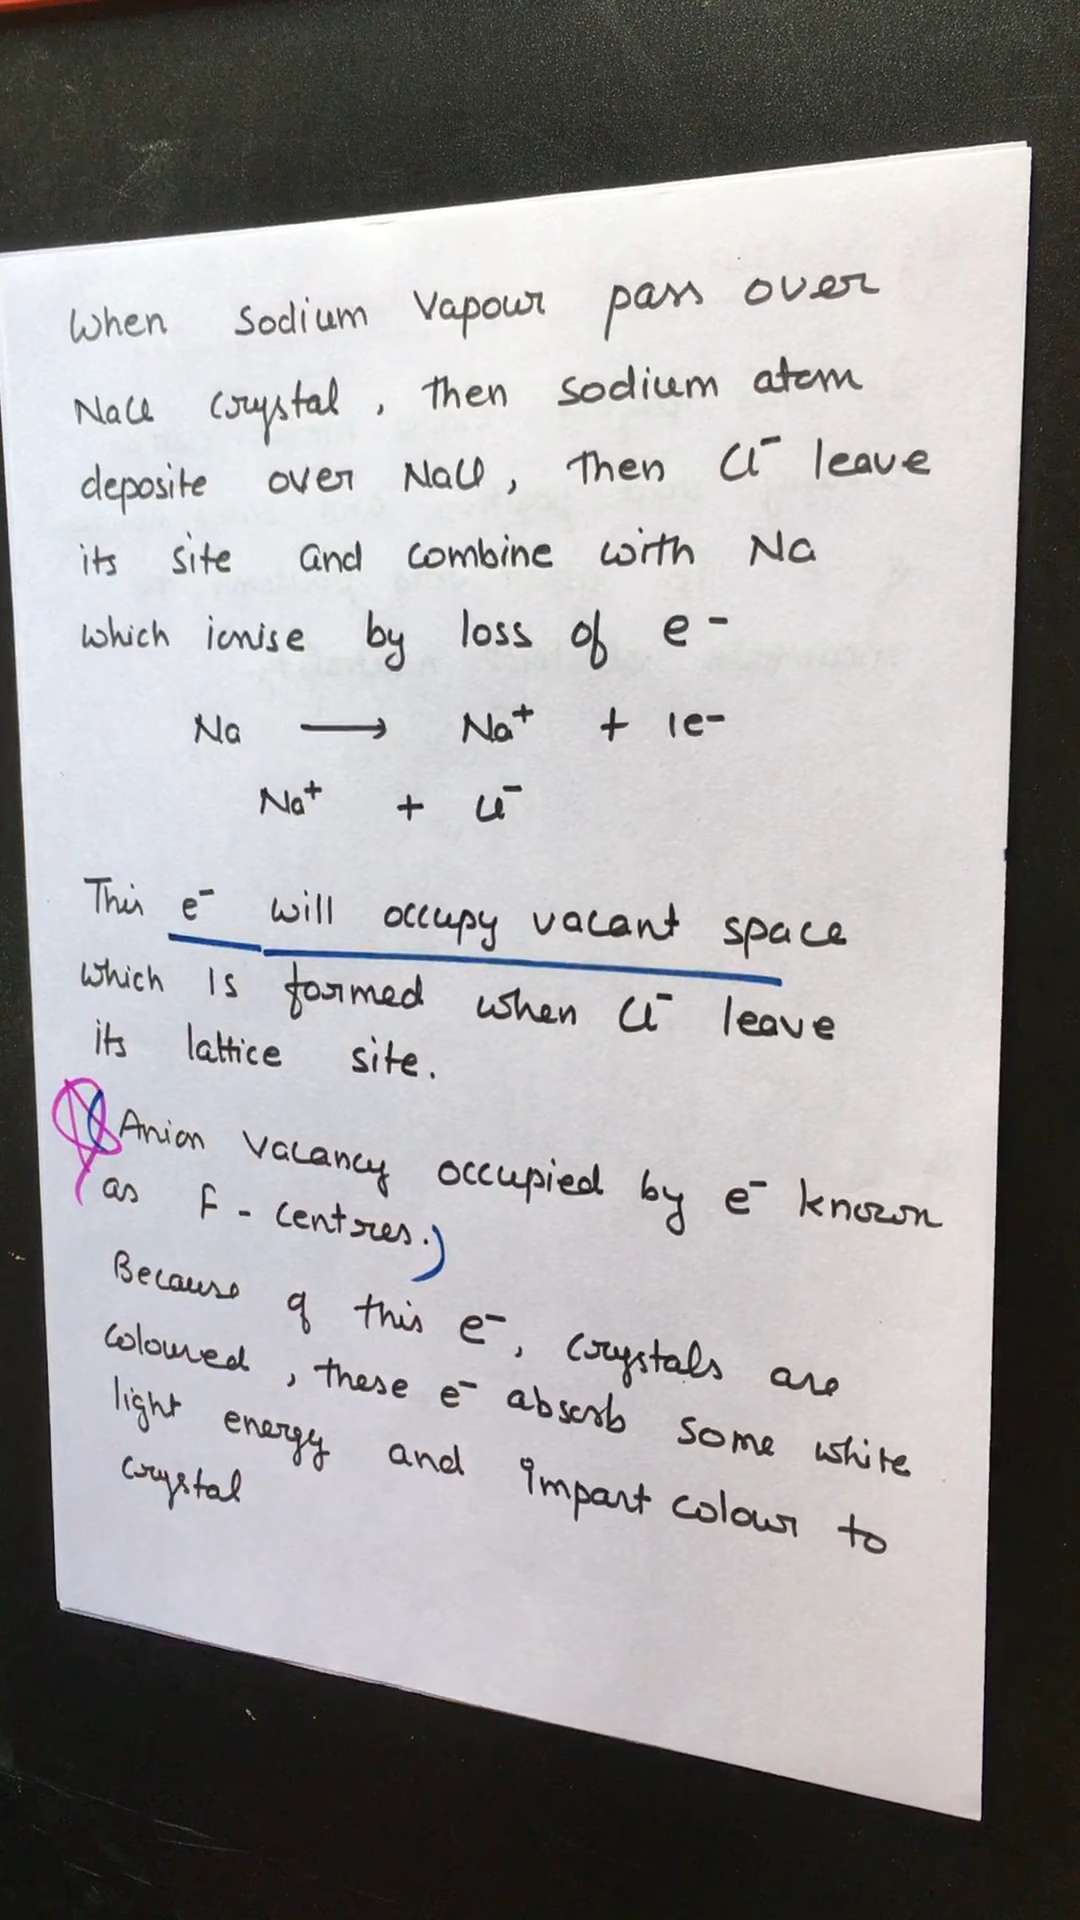 When Sodium Vapour pass over
NaCl crystal, then sodium atom
deposite over NaCl, Then Cl⁻ leave
its site and combine with Na
which ionise by loss of e⁻
Na ⟶ Na⁺ + 1e⁻
Na⁺ + Cl⁻
This e⁻ will occupy vacant space
which is formed when Cl⁻ leave
its lattice site.
(Anion vacancy occupied by e⁻ known
as F - centres.)
Because of this e⁻, crystals are
coloured, these e⁻ absorb some white
light energy and impart colour to
crystal